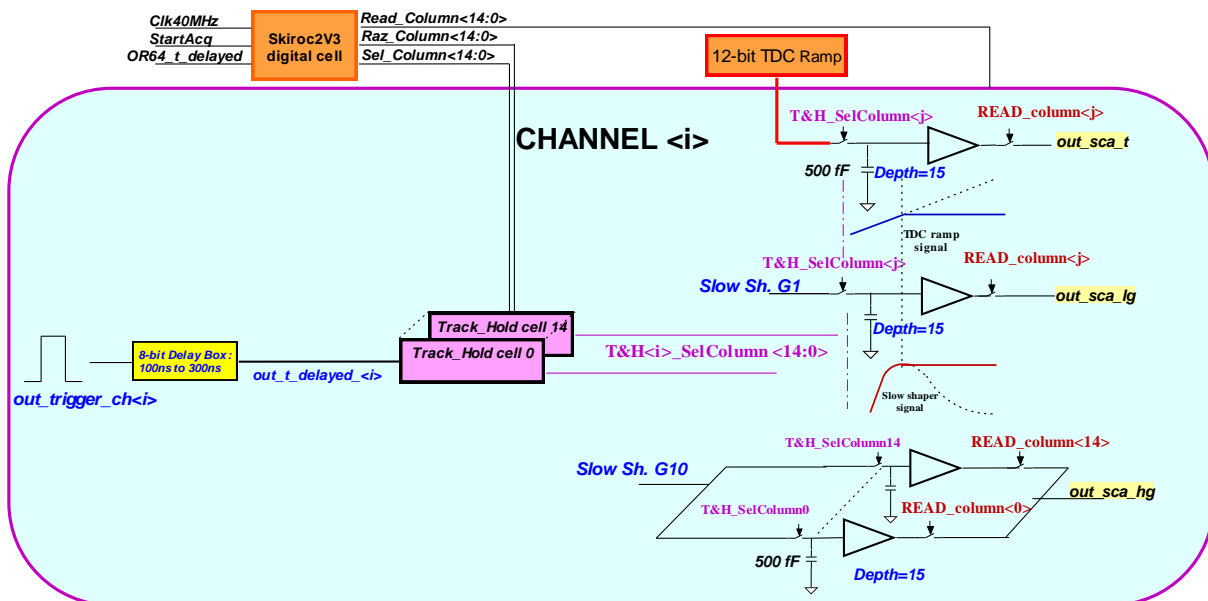 Clk40MHz
StartAcq
OR64_t_delayed
Skiroc2V3
digital cell
Read_Column<14:0>
Raz_Column<14:0>
Sel_Column<14:0>
12-bit TDC Ramp
CHANNEL <i>
T&H_SelColumn<j>
READ_column<j>
out_sca_t
500 fF
Depth=15
TDC ramp
signal
T&H_SelColumn<j>
READ_column<j>
Slow Sh. G1
out_sca_lg
Depth=15
Track_Hold cell 14
Track_Hold cell 0
T&H<i>_SelColumn <14:0>
8-bit Delay Box :
100ns to 300ns
out_t_delayed_<i>
out_trigger_ch<i>
Slow shaper
signal
T&H_SelColumn14
READ_column<14>
Slow Sh. G10
out_sca_hg
T&H_SelColumn0
READ_column<0>
500 fF
Depth=15